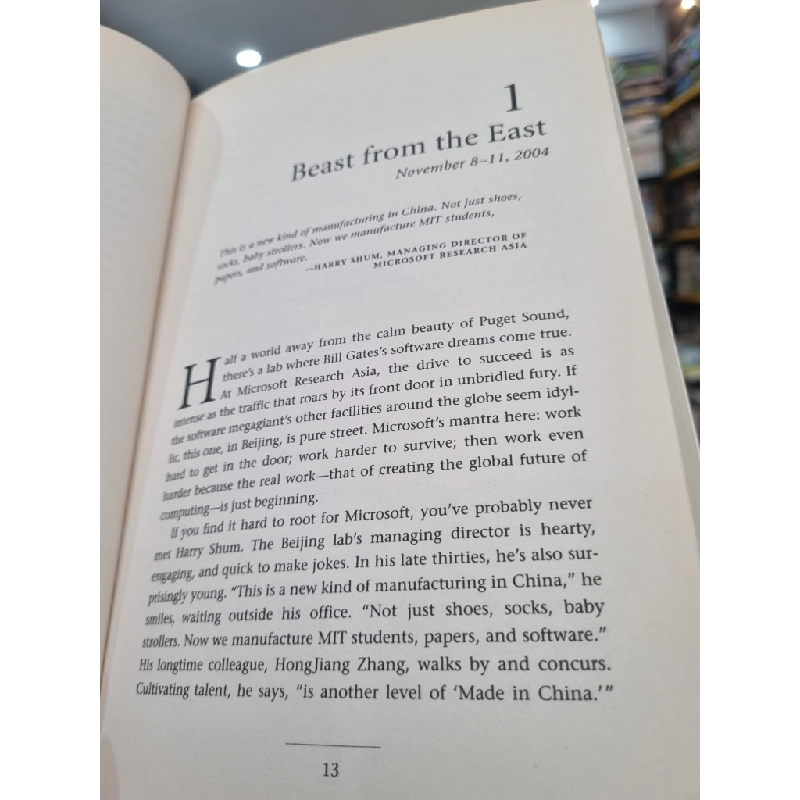 1
Beast from the East
November 8–11, 2004
This is a new kind of manufacturing in China. Not just shoes,
socks, baby strollers. Now we manufacture MIT students,
papers, and software.
—HARRY SHUM, MANAGING DIRECTOR OF
MICROSOFT RESEARCH ASIA
Half a world away from the calm beauty of Puget Sound,
there's a lab where Bill Gates's software dreams come true.
At Microsoft Research Asia, the drive to succeed is as
intense as the traffic that roars by its front door in unbridled fury. If
the software megagiant's other facilities around the globe seem idyl-
lic, this one, in Beijing, is pure street. Microsoft's mantra here: work
hard to get in the door; work harder to survive; then work even
harder because the real work—that of creating the global future of
computing—is just beginning.
If you find it hard to root for Microsoft, you've probably never
met Harry Shum. The Beijing lab's managing director is hearty,
engaging, and quick to make jokes. In his late thirties, he's also sur-
prisingly young. "This is a new kind of manufacturing in China," he
smiles, waiting outside his office. "Not just shoes, socks, baby
strollers. Now we manufacture MIT students, papers, and software."
His longtime colleague, HongJiang Zhang, walks by and concurs.
Cultivating talent, he says, "is another level of 'Made in China.'"
13